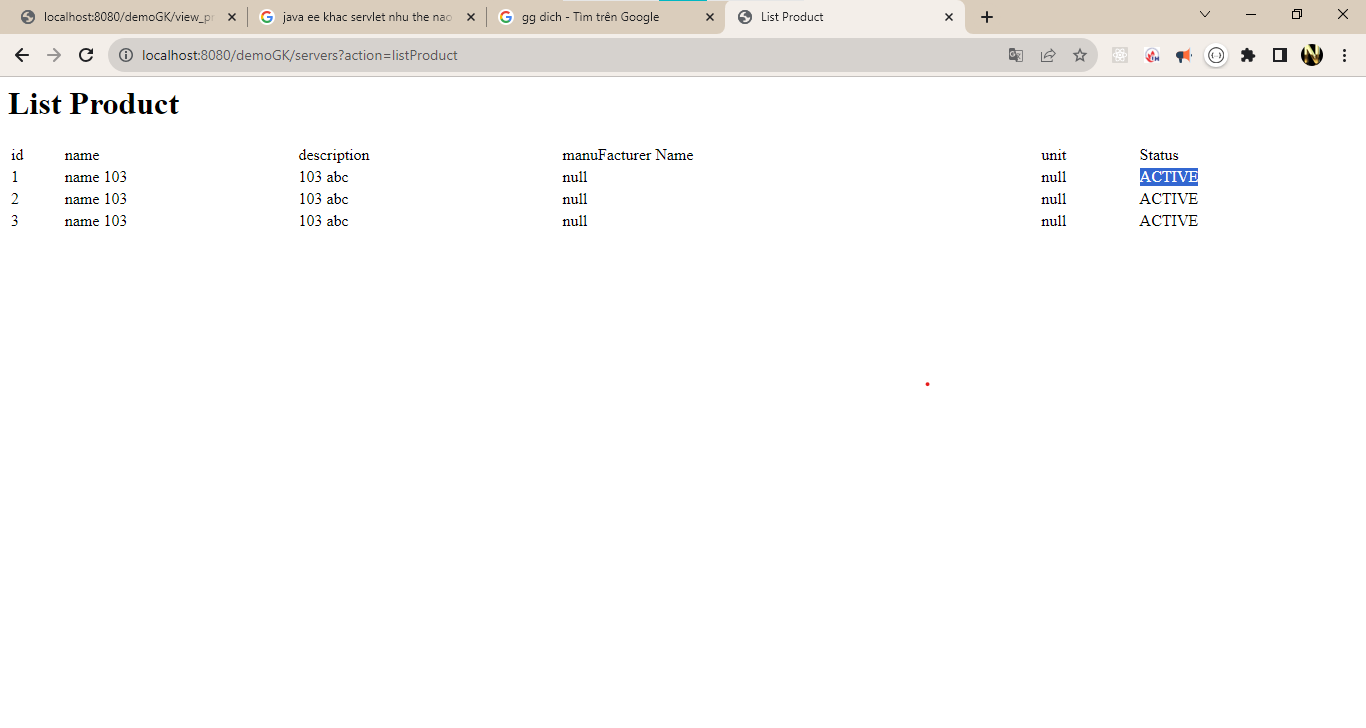 localhost:8080/demoGK/view_pr
java ee khac servlet nhu the nao
gg dich - Tìm trên Google
List Product
localhost:8080/demoGK/servers?action=listProduct
List Product
id name description manuFacturer Name unit Status
1 name 103 103 abc null null ACTIVE
2 name 103 103 abc null null ACTIVE
3 name 103 103 abc null null ACTIVE